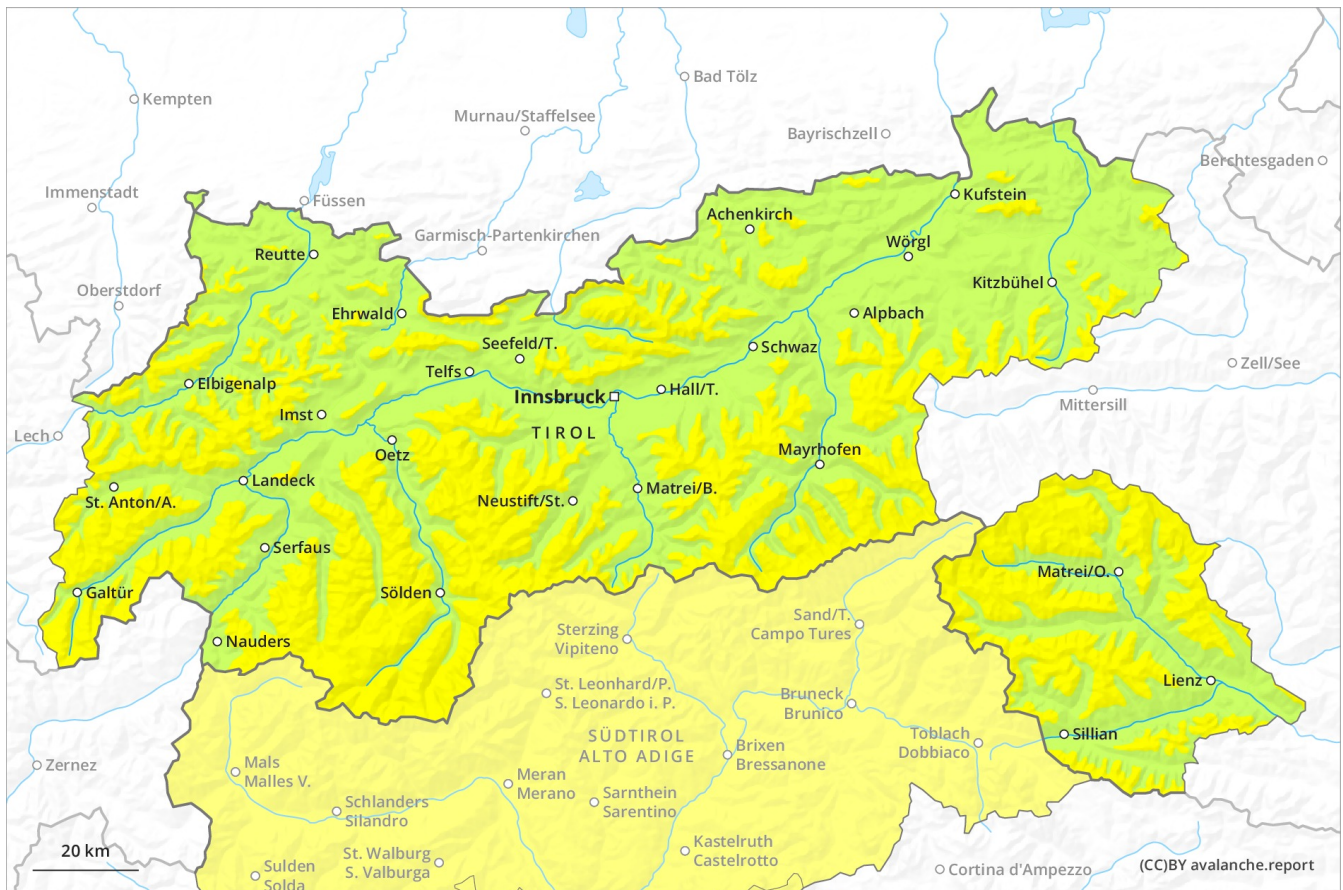 Bad Tölz
Kempten
Murnau/Staffelsee
Bayrischzell
Berchtesgaden
Immenstadt
Füssen
Kufstein
Achenkirch
Garmisch-Partenkirchen
Wörgl
Reutte
Kitzbühel
Oberstdorf
Ehrwald
Alpbach
Seefeld/T.
Schwaz
Zell/See
Telfs
Elbigenalp
Hall/T.
Innsbruck
Mittersill
Imst
TIROL
Lech
Oetz
Mayrhofen
Landeck
Matrei/B.
St. Anton/A.
Neustift/St.
Serfaus
Matrei/O.
Galtür
Sölden
Sand/T.
Campo Tures
Sterzing
Vipiteno
Nauders
Lienz
St. Leonhard/P.
S. Leonardo i. P.
Bruneck
Brunico
SÜDTIROL
ALTO ADIGE
Toblach
Dobbiaco
Sillian
Brixen
Bressanone
Zernez
Mals
Malles V.
Meran
Merano
Sarnthein
Sarentino
Schlanders
Silandro
20 km
Kastelruth
Castelrotto
St. Walburg
S. Valburga
Sulden
Solda
Cortina d'Ampezzo
(CC)BY avalanche.report